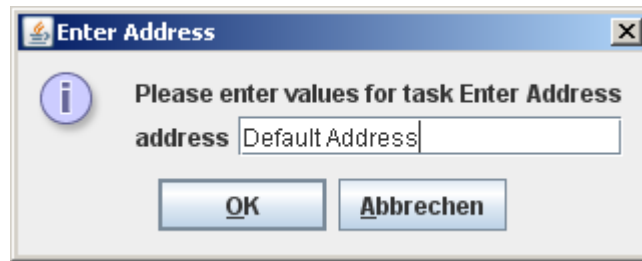 Enter Address
Please enter values for task Enter Address
address Default Address
OK Abbrechen